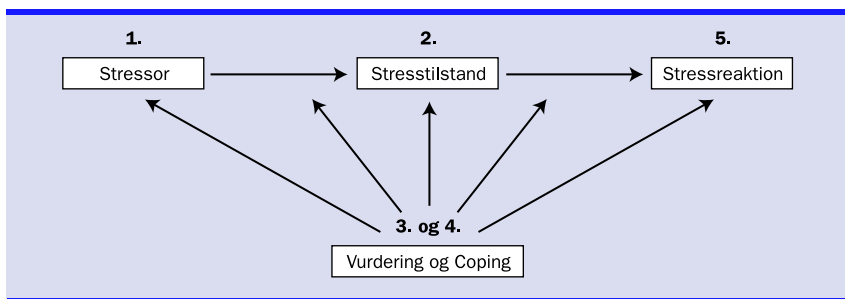 1. 2. 5.
Stressor Stresstilstand Stressreaktion
3. og 4.
Vurdering og Coping